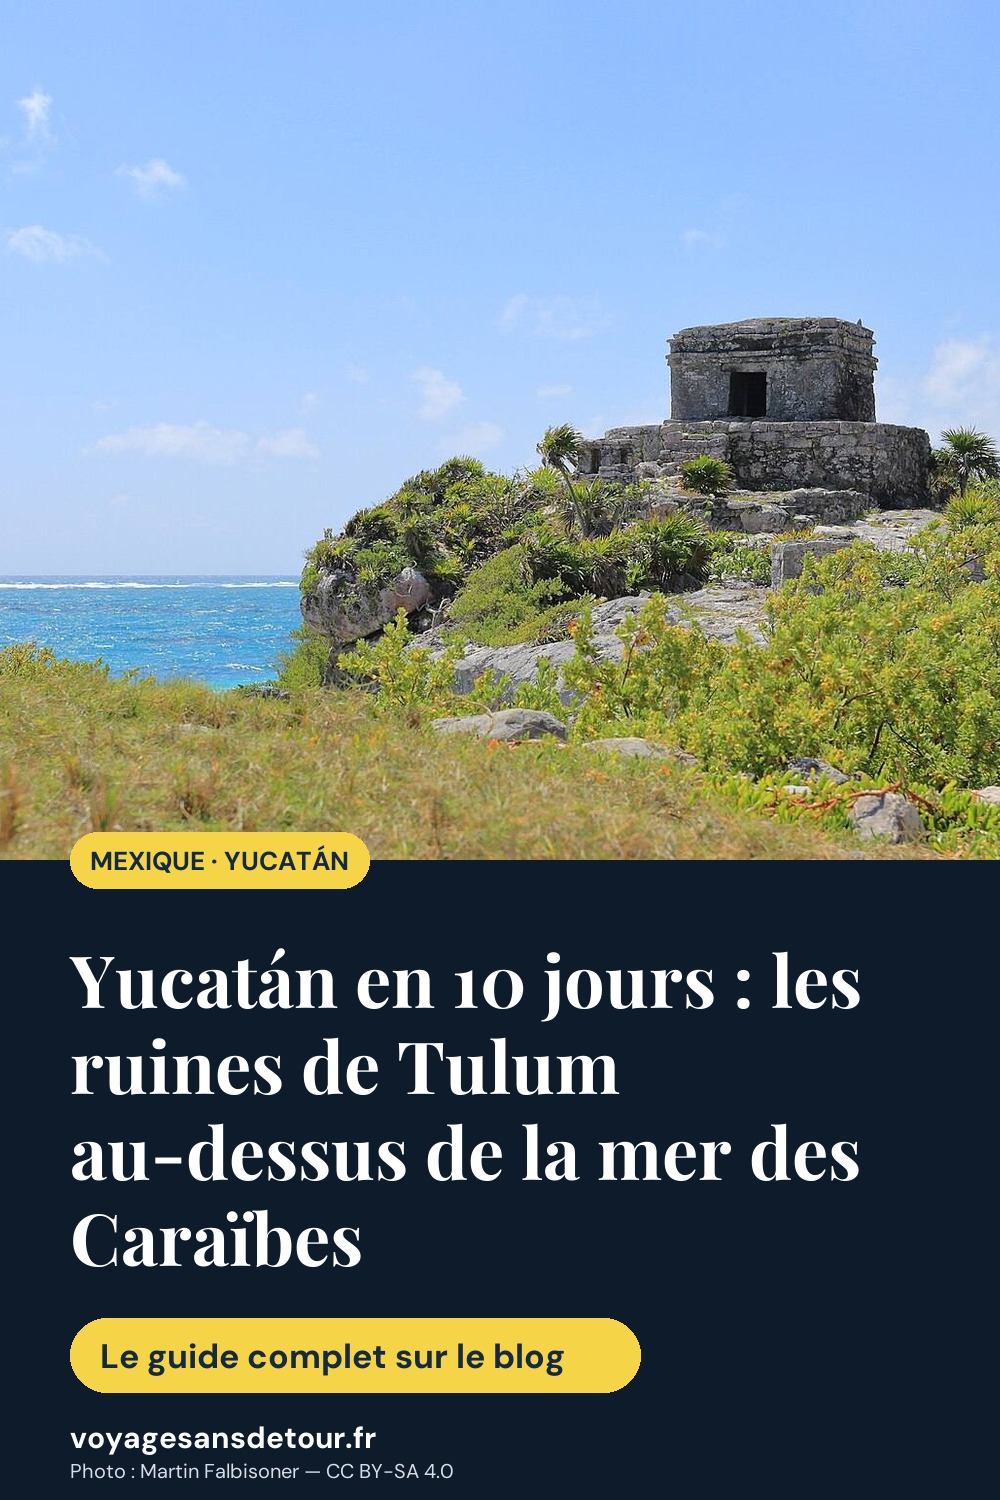 MEXIQUE · YUCATÁN
Yucatán en 10 jours : les
ruines de Tulum
au-dessus de la mer des
Caraïbes
Le guide complet sur le blog
voyagesansdetour.fr
Photo : Martin Falbisoner — CC BY-SA 4.0